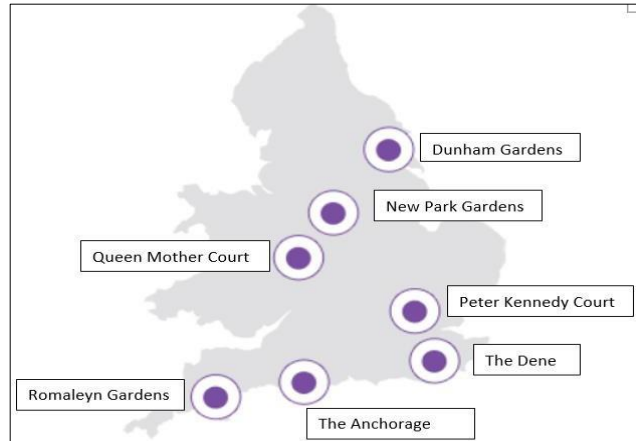 Dunham Gardens
New Park Gardens
Queen Mother Court
Peter Kennedy Court
The Dene
Romaleyn Gardens
The Anchorage